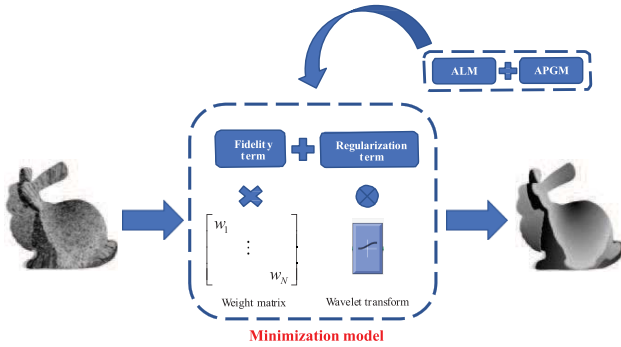 ALM
APGM
Fidelity
term
Regularization
term
w1
⋮
wN
Weight matrix
Wavelet transform
Minimization model